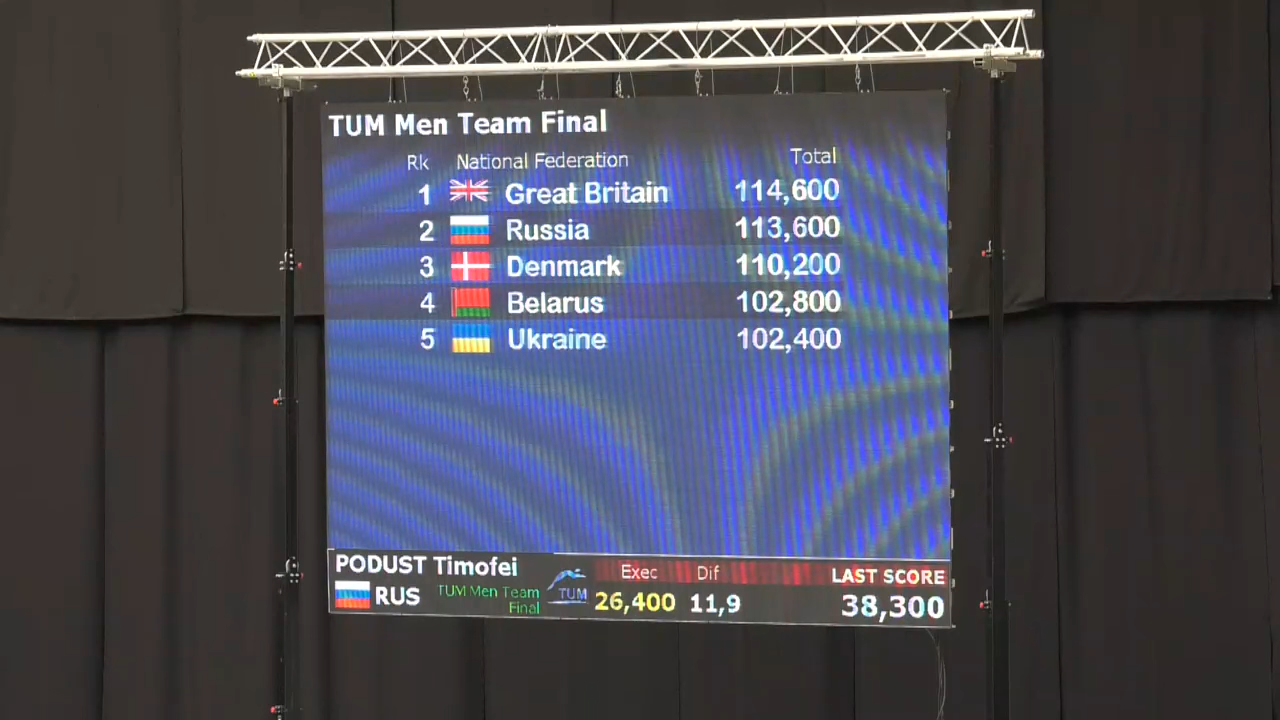 TUM Men Team Final
Rk National Federation Total
1 Great Britain 114,600
2 Russia 113,600
3 Denmark 110,200
4 Belarus 102,800
5 Ukraine 102,400
PODUST Timofei
RUS
TUM Men Team
Final
TUM
Exec Dif LAST SCORE
26,400 11,9 38,300